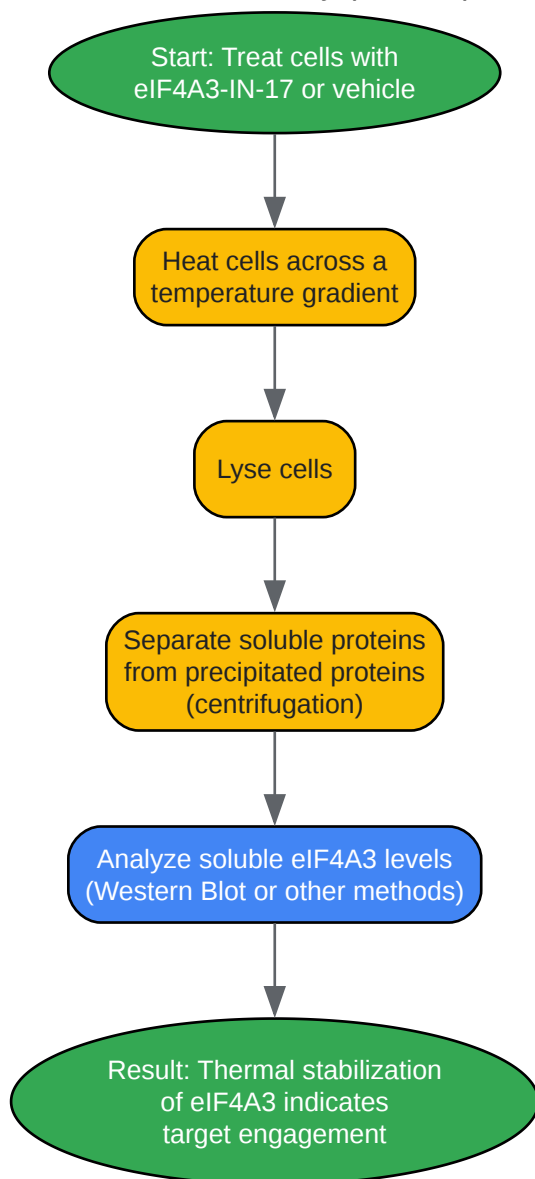 Start: Treat cells with
eIF4A3-IN-17 or vehicle
Heat cells across a
temperature gradient
Lyse cells
Separate soluble proteins
from precipitated proteins
(centrifugation)
Analyze soluble eIF4A3 levels
(Western Blot or other methods)
Result: Thermal stabilization
of eIF4A3 indicates
target engagement